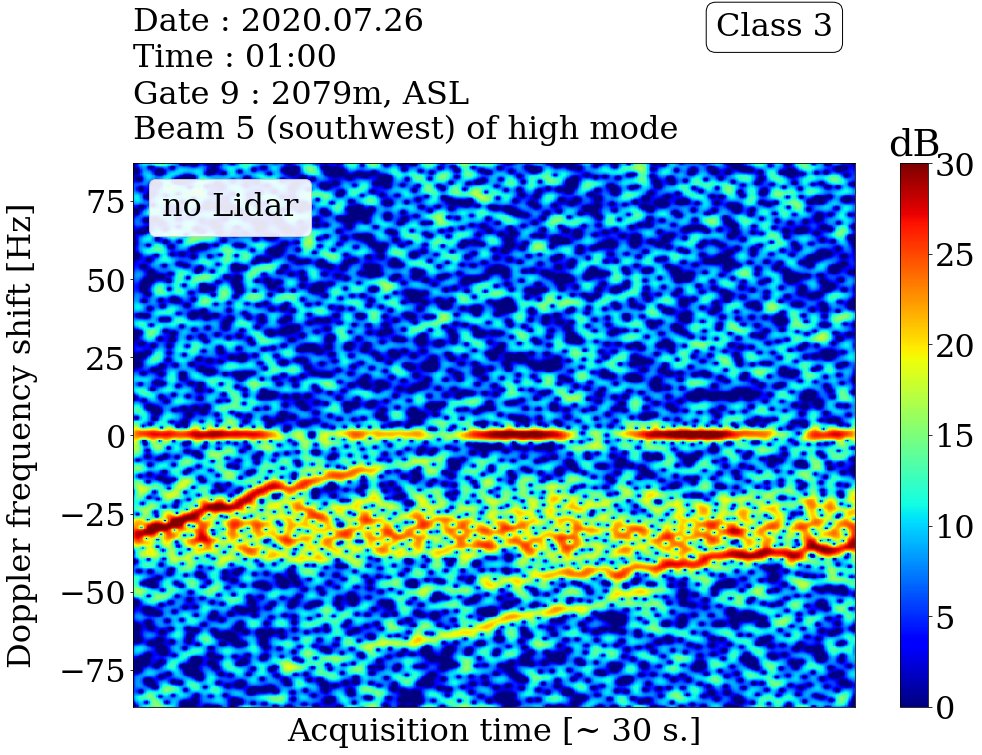 Date : 2020.07.26
Time : 01:00
Gate 9 : 2079m, ASL
Beam 5 (southwest) of high mode
Class 3
dB
no Lidar
Doppler frequency shift [Hz]
75
50
25
0
−25
−50
−75
30
25
20
15
10
5
0
Acquisition time [~ 30 s.]